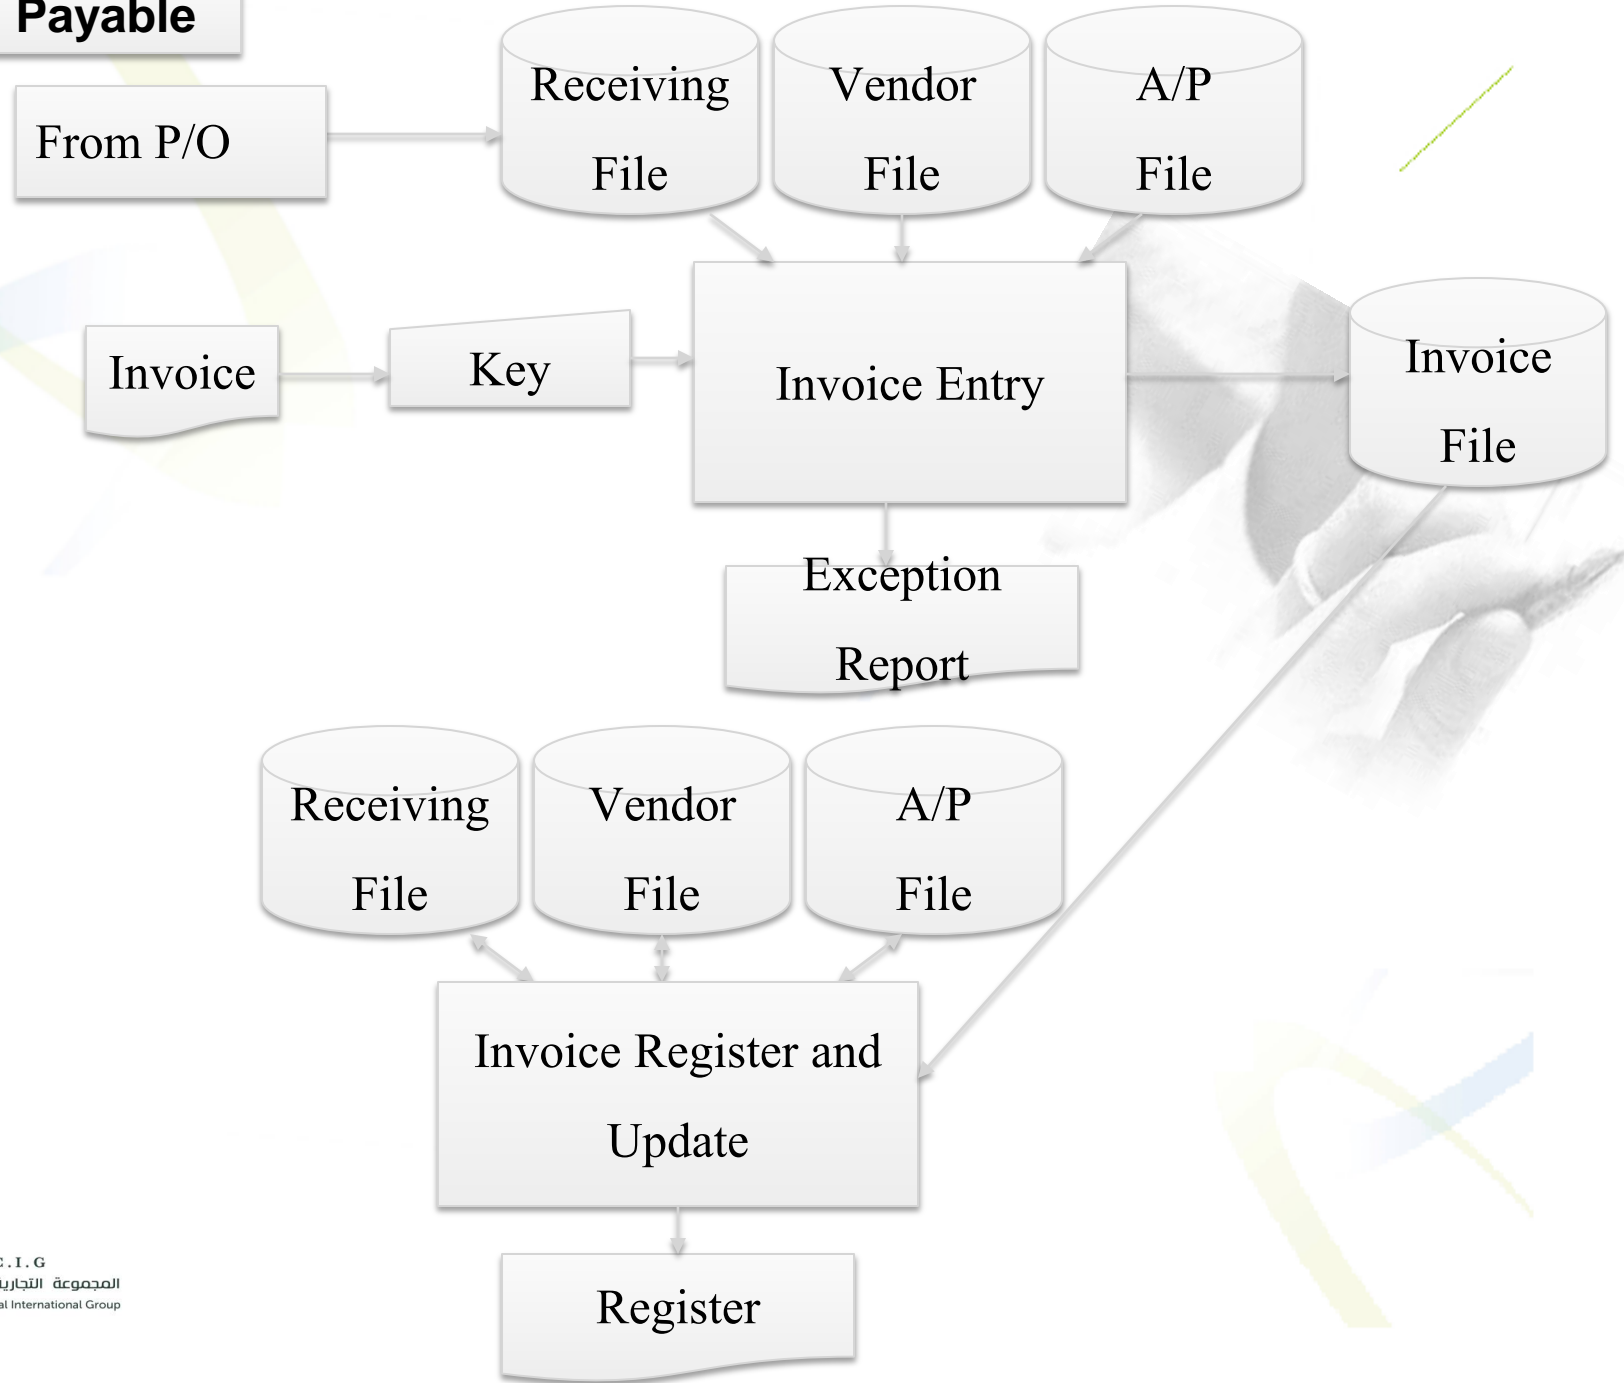 Payable
Receiving
File
Vendor
File
A/P
File
From P/O
Invoice
Key
Invoice Entry
Invoice
File
Exception
Report
Receiving
File
Vendor
File
A/P
File
Invoice Register and
Update
.I.G
المجموعة التجارية
al International Group
Register